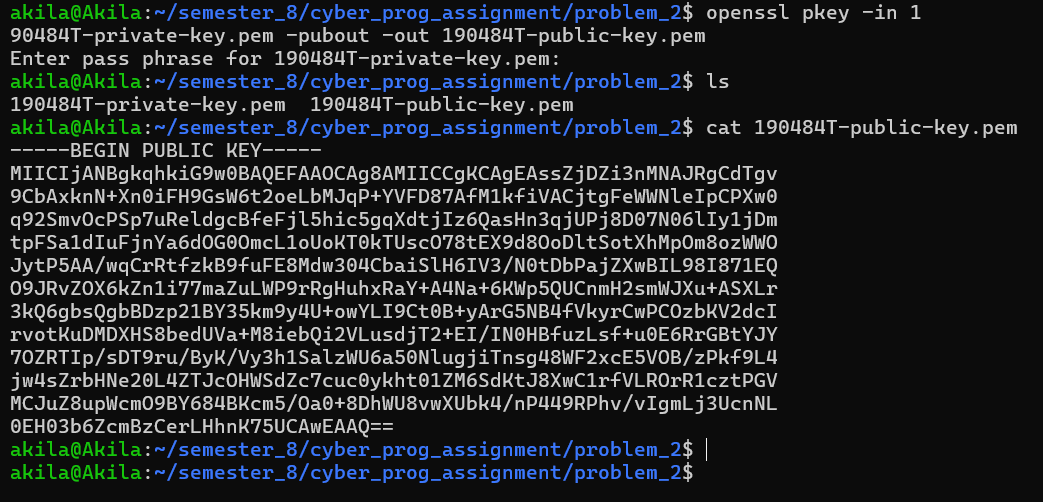 akila@Akila:~/semester_8/cyber_prog_assignment/problem_2$ openssl pkey -in 1
90484T-private-key.pem -pubout -out 190484T-public-key.pem
Enter pass phrase for 190484T-private-key.pem:
akila@Akila:~/semester_8/cyber_prog_assignment/problem_2$ ls
190484T-private-key.pem  190484T-public-key.pem
akila@Akila:~/semester_8/cyber_prog_assignment/problem_2$ cat 190484T-public-key.pem
-----BEGIN PUBLIC KEY-----
MIICIjANBgkqhkiG9w0BAQEFAAOCAg8AMIICCgKCAgEAssZjDZi3nMNAJRgCdTgv
9CbAxknN+Xn0iFH9GsW6t2oeLbMJqP+YVFD87AfM1kfiVACjtgFeWWNleIpCPXw0
q92SmvOcPSp7uReldgcBfeFjl5hic5gqXdtjIz6QasHn3qjUPj8D07N06lIy1jDm
tpFSa1dIuFjnYa6dOG0OmcL1oUoKT0kTUscO78tEX9d8OoDltSotXhMpOm8ozWWO
JytP5AA/wqCrRtfzkB9fuFE8Mdw304CbaiSlH6IV3/N0tDbPajZXwBIL98I871EQ
O9JRvZOX6kZn1i77maZuLWP9rRgHuhxRaY+A4Na+6KWp5QUCnmH2smWJXu+ASXLr
3kQ6gbsQgbBDzp21BY35km9y4U+owYLI9Ct0B+yArG5NB4fVkyrCwPCOzbKV2dcI
rvotKuDMDXHS8bedUVa+M8iebQi2VLusdjT2+EI/IN0HBfuzLsf+u0E6RrGBtYJY
7OZRTIp/sDT9ru/ByK/Vy3h1SalzWU6a50NlugjiTnsg48WF2xcE5VOB/zPkf9L4
jw4sZrbHNe20L4ZTJcOHWSdZc7cuc0ykht01ZM6SdKtJ8XwC1rfVLROrR1cztPGV
MCJuZ8upWcmO9BY684BKcm5/Oa0+8DhWU8vwXUbk4/nP449RPhv/vIgmLj3UcnNL
0EH03b6ZcmBzCerLHhnK75UCAwEAAQ==
akila@Akila:~/semester_8/cyber_prog_assignment/problem_2$
akila@Akila:~/semester_8/cyber_prog_assignment/problem_2$